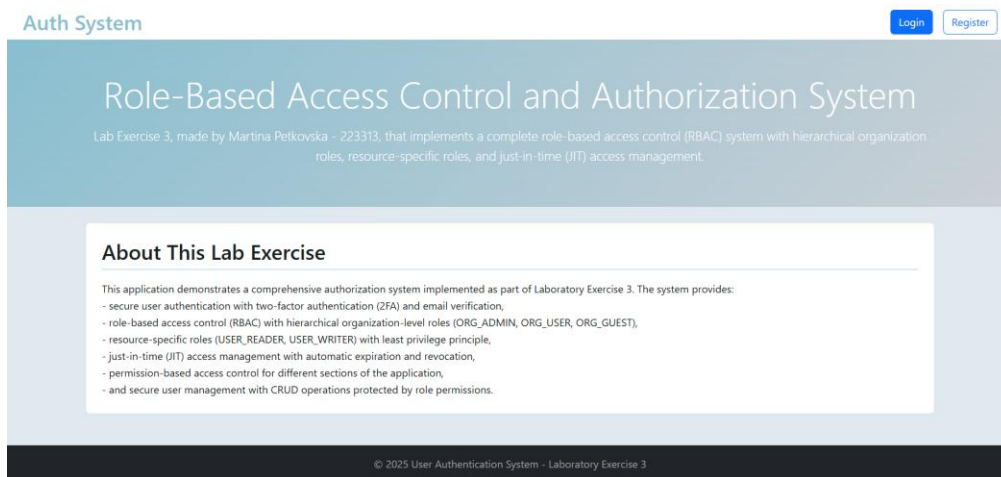 Auth System
Login
Register
Role-Based Access Control and Authorization System
Lab Exercise 3, made by Martina Petkovska - 223313, that implements a complete role-based access control (RBAC) system with hierarchical organization
roles, resource-specific roles, and just-in-time (JIT) access management.
About This Lab Exercise
This application demonstrates a comprehensive authorization system implemented as part of Laboratory Exercise 3. The system provides:
- secure user authentication with two-factor authentication (2FA) and email verification,
- role-based access control (RBAC) with hierarchical organization-level roles (ORG_ADMIN, ORG_USER, ORG_GUEST),
- resource-specific roles (USER_READER, USER_WRITER) with least privilege principle,
- just-in-time (JIT) access management with automatic expiration and revocation,
- permission-based access control for different sections of the application,
- and secure user management with CRUD operations protected by role permissions.
© 2025 User Authentication System - Laboratory Exercise 3